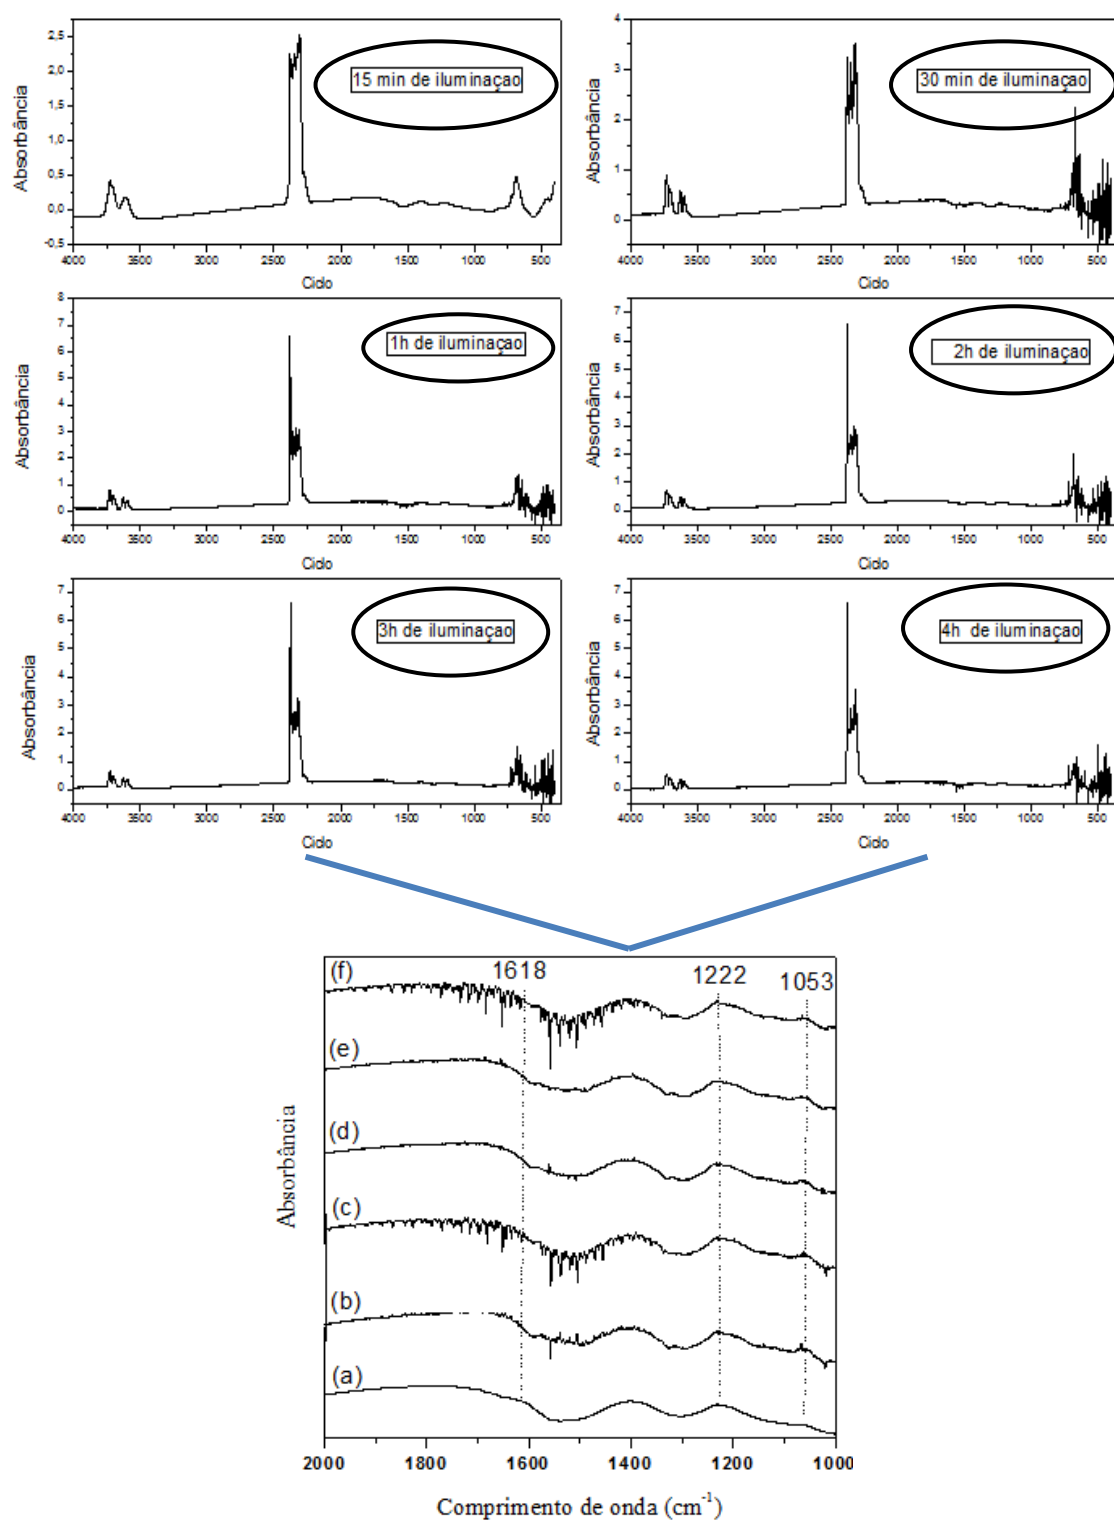 2,5
2,0
1,5
1,0
0,5
0,0
-0,5
Absorbância
15 min de iluminaçao
4000 3500 3000 2500 2000 1500 1000 500
Ciclo
4
3
2
1
0
Absorbância
30 min de iluminaçao
4000 3500 3000 2500 2000 1500 1000 500
Ciclo
8
7
6
5
4
3
2
1
0
Absorbância
1h de iluminaçao
4000 3500 3000 2500 2000 1500 1000 500
Ciclo
7
6
5
4
3
2
1
0
Absorbância
2h de iluminaçao
4000 3500 3000 2500 2000 1500 1000 500
Ciclo
7
6
5
4
3
2
1
0
Absorbância
3h de iluminaçao
4000 3500 3000 2500 2000 1500 1000 500
Ciclo
7
6
5
4
3
2
1
0
Absorbância
4h de iluminaçao
4000 3500 3000 2500 2000 1500 1000 500
Ciclo
1618 1222 1053
(f)
(e)
(d)
(c)
(b)
(a)
Absorbância
2000 1800 1600 1400 1200 1000
Comprimento de onda (cm⁻¹)